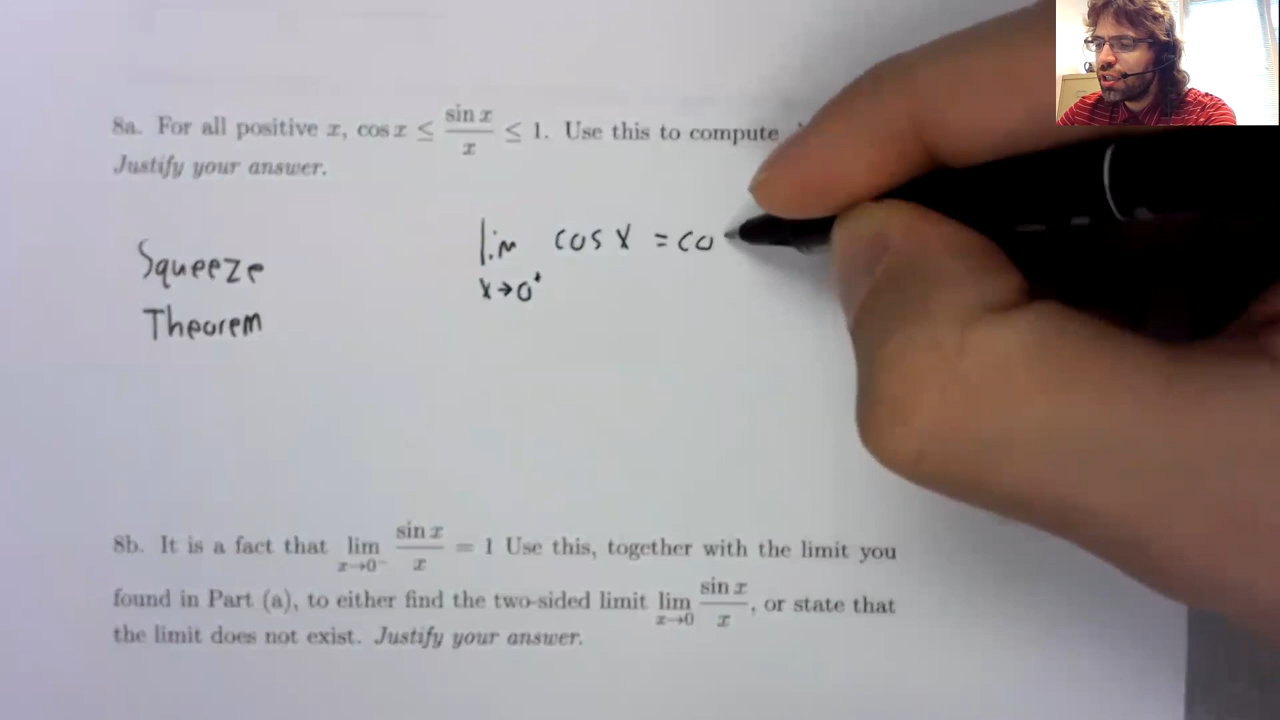 8a. For all positive x, cos x ≤ sin x / x ≤ 1. Use this to compute
Justify your answer.
Squeeze
Theorem
lim x→0⁺ cos x = co
8b. It is a fact that lim x→0⁻ sin x / x = 1 Use this, together with the limit you
found in Part (a), to either find the two-sided limit lim x→0 sin x / x, or state that
the limit does not exist. Justify your answer.